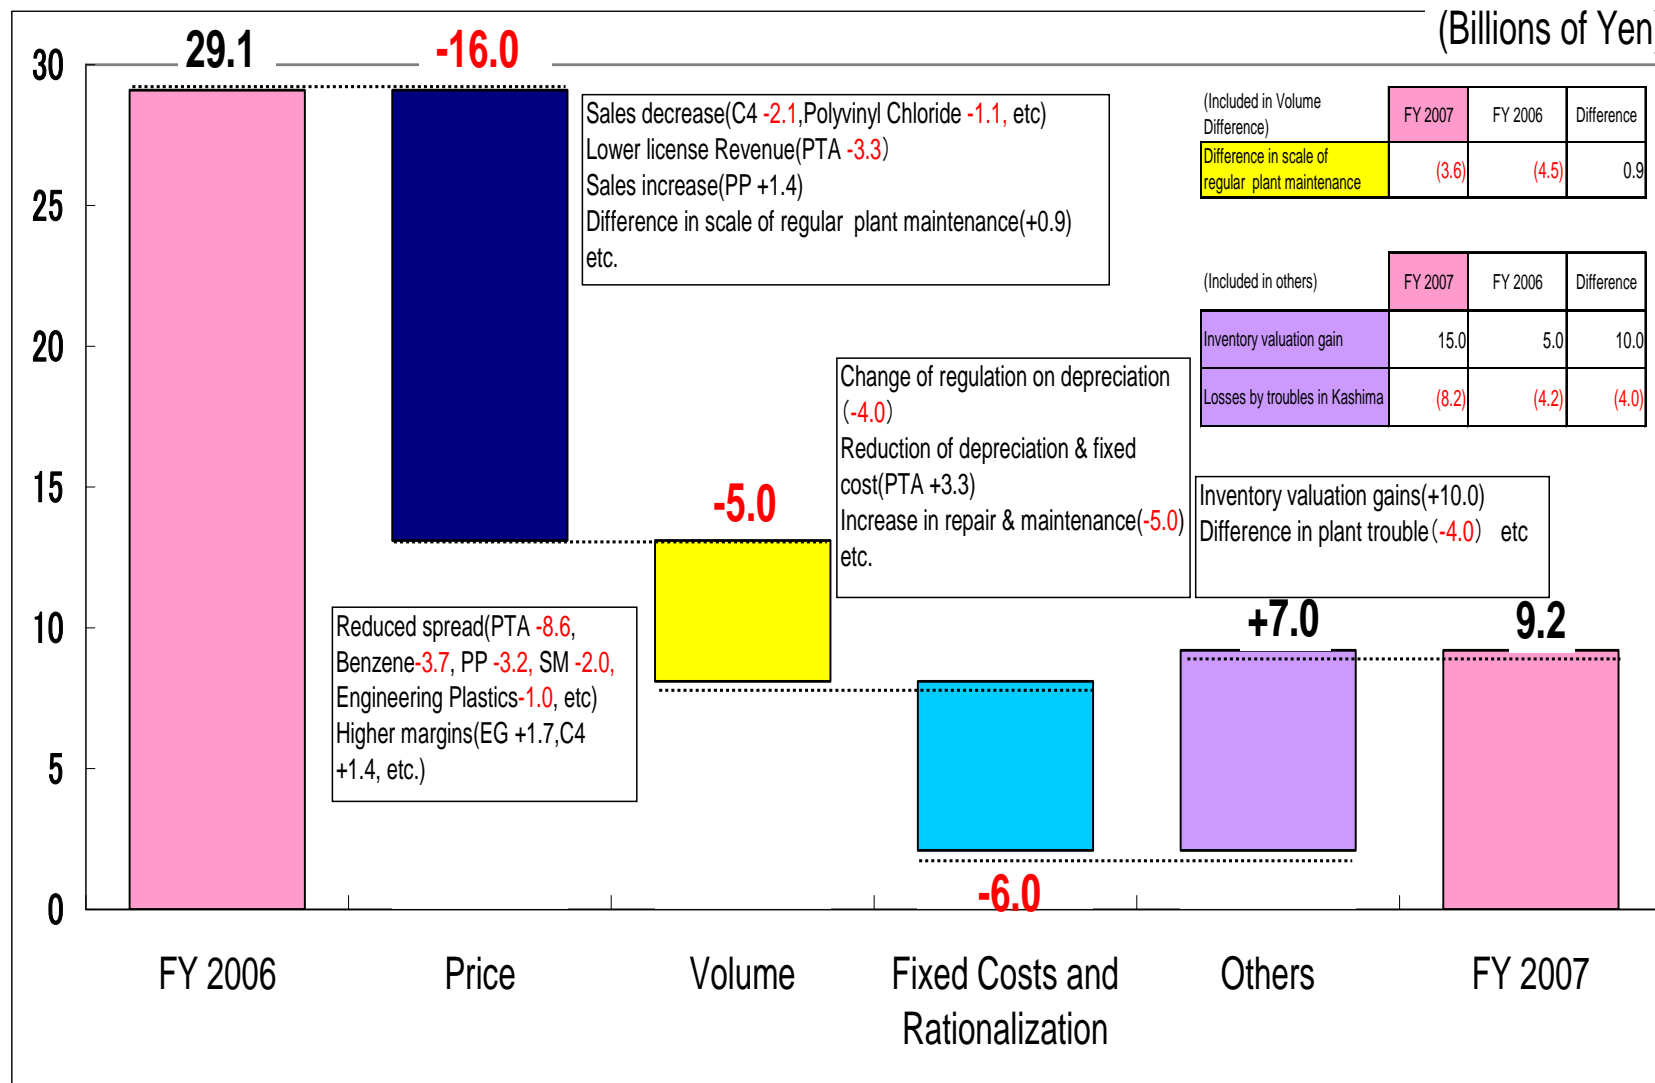 (Billions of Yen)
29.1
-16.0
30
25
20
15
10
5
0
Sales decrease(C4 -2.1,Polyvinyl Chloride -1.1, etc)
Lower license Revenue(PTA -3.3)
Sales increase(PP +1.4)
Difference in scale of regular plant maintenance(+0.9)
etc.
(Included in Volume
Difference)
FY 2007 FY 2006 Difference
Difference in scale of
regular plant maintenance
(3.6) (4.5) 0.9
(Included in others) FY 2007 FY 2006 Difference
Inventory valuation gain 15.0 5.0 10.0
Losses by troubles in Kashima (8.2) (4.2) (4.0)
-5.0
Change of regulation on depreciation
(-4.0)
Reduction of depreciation & fixed
cost(PTA +3.3)
Increase in repair & maintenance(-5.0)
etc.
Inventory valuation gains(+10.0)
Difference in plant trouble(-4.0) etc
Reduced spread(PTA -8.6,
Benzene-3.7, PP -3.2, SM -2.0,
Engineering Plastics-1.0, etc)
Higher margins(EG +1.7,C4
+1.4, etc.)
+7.0
9.2
-6.0
FY 2006
Price
Volume
Fixed Costs and
Rationalization
Others
FY 2007